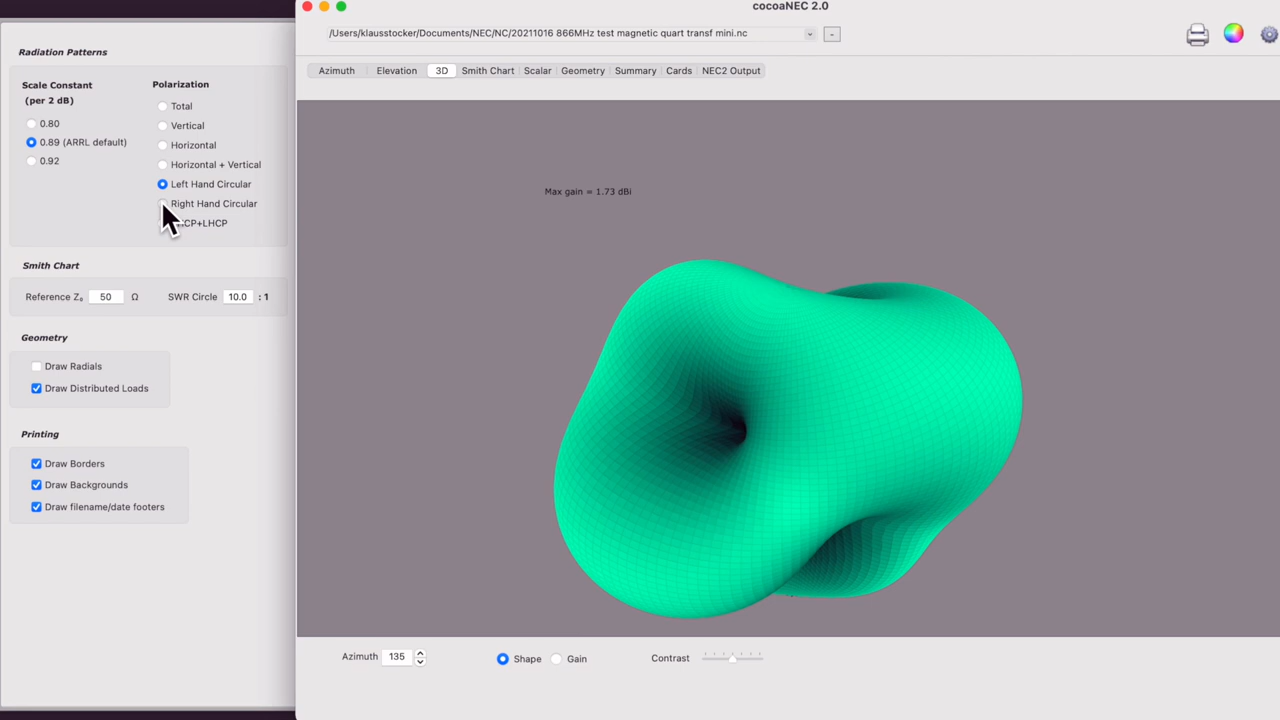 cocoaNEC 2.0
/Users/klausstocker/Documents/NEC/NC/20211016 866MHz test magnetic quart transf mini.nc
Azimuth Elevation 3D Smith Chart Scalar Geometry Summary Cards NEC2 Output
Radiation Patterns
Scale Constant
(per 2 dB)
0.80
0.89 (ARRL default)
0.92
Polarization
Total
Vertical
Horizontal
Horizontal + Vertical
Left Hand Circular
Right Hand Circular
CP+LHCP
Smith Chart
Reference Z₀ 50 Ω SWR Circle 10.0 : 1
Geometry
Draw Radials
Draw Distributed Loads
Printing
Draw Borders
Draw Backgrounds
Draw filename/date footers
Max gain = 1.73 dBi
Azimuth 135 Shape Gain Contrast